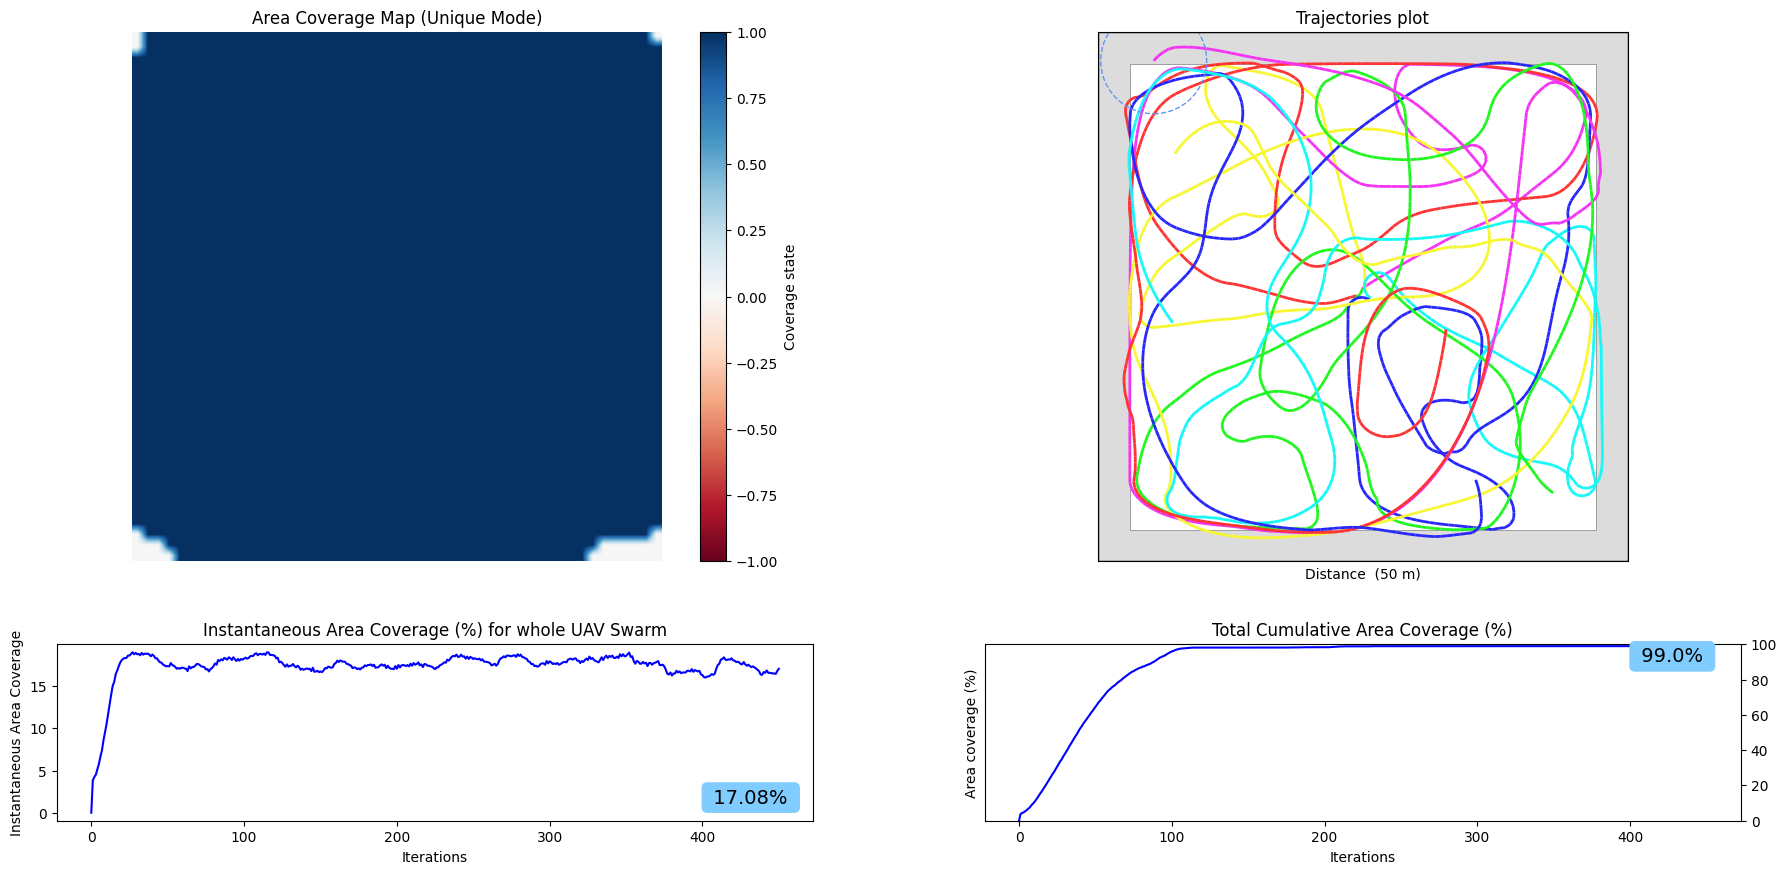 Area Coverage Map (Unique Mode)
1.00
0.75
0.50
0.25
0.00
−0.25
−0.50
−0.75
−1.00
Coverage state
Trajectories plot
Distance  (50 m)
Instantaneous Area Coverage (%) for whole UAV Swarm
Instantaneous Area Coverage
15
10
5
0
17.08%
0 100 200 300 400
Iterations
Total Cumulative Area Coverage (%)
Area coverage (%)
99.0%
100
80
60
40
20
0
0 100 200 300 400
Iterations